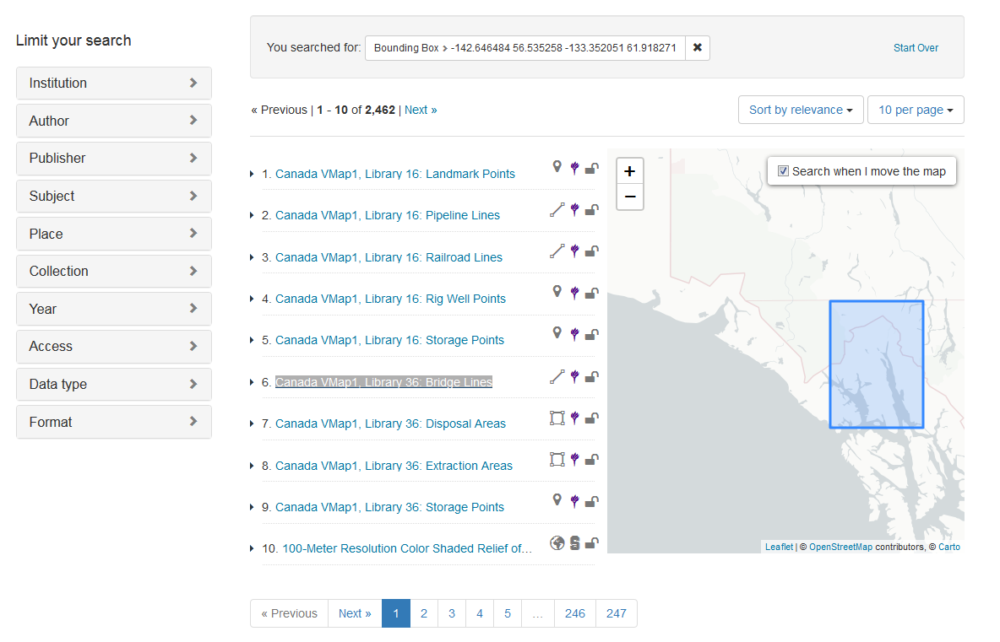 Limit your search
Institution
Author
Publisher
Subject
Place
Collection
Year
Access
Data type
Format
You searched for: Bounding Box > -142.646484 56.535258 -133.352051 61.918271 ✖
Start Over
« Previous | 1 - 10 of 2,462 | Next »
Sort by relevance
10 per page
1. Canada VMap1, Library 16: Landmark Points
2. Canada VMap1, Library 16: Pipeline Lines
3. Canada VMap1, Library 16: Railroad Lines
4. Canada VMap1, Library 16: Rig Well Points
5. Canada VMap1, Library 16: Storage Points
6. Canada VMap1, Library 36: Bridge Lines
7. Canada VMap1, Library 36: Disposal Areas
8. Canada VMap1, Library 36: Extraction Areas
9. Canada VMap1, Library 36: Storage Points
10. 100-Meter Resolution Color Shaded Relief of…
+
−
Search when I move the map
Leaflet | © OpenStreetMap contributors, © Carto
« Previous Next » 1 2 3 4 5 … 246 247